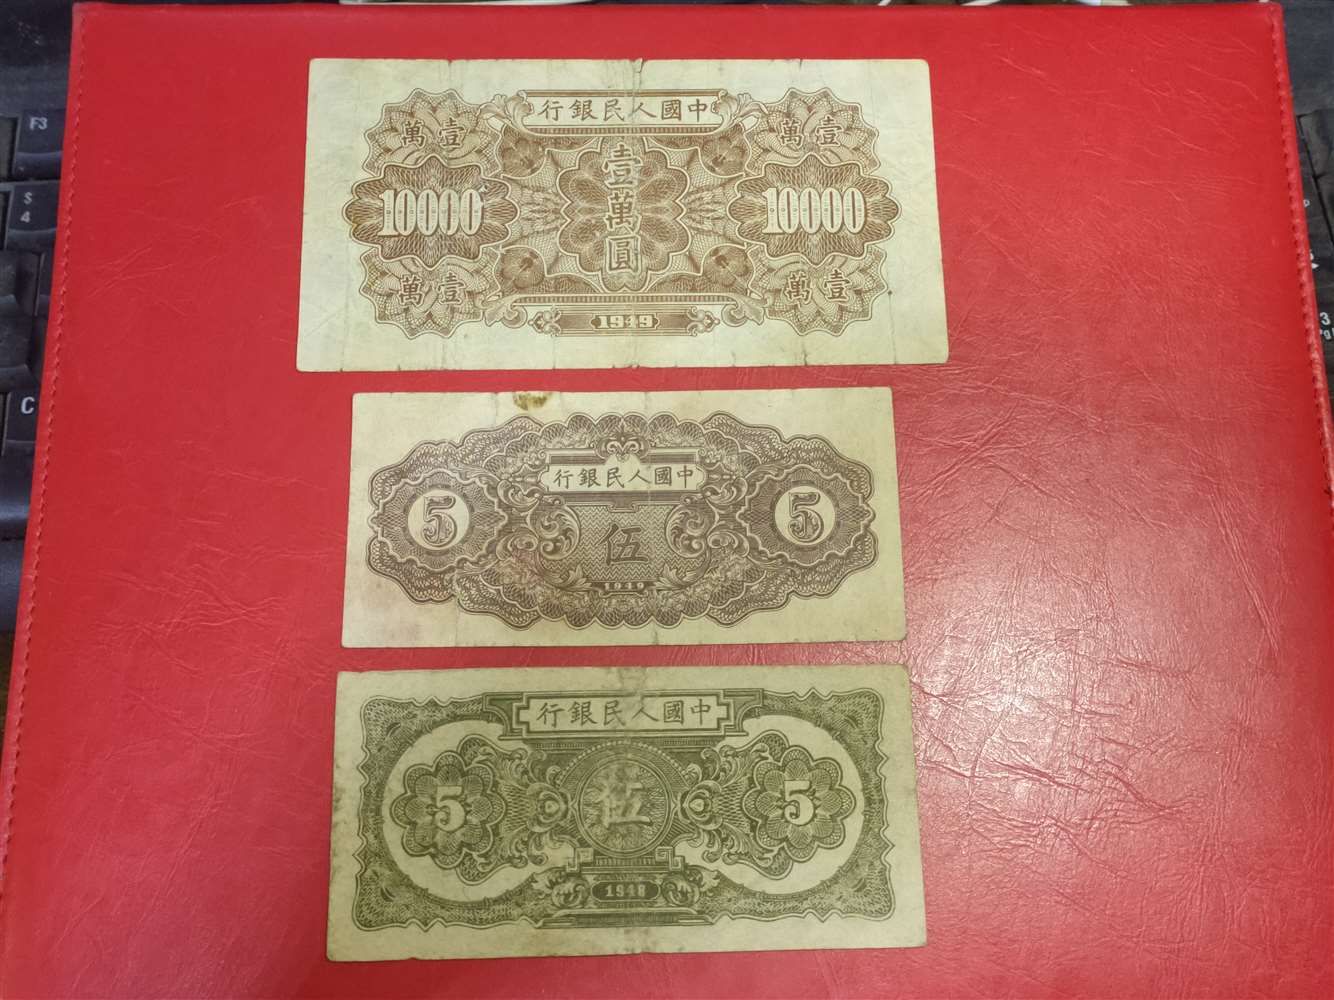 F3
$
4
C
行銀民人國中
萬壹 萬壹
壹萬圓
10000 10000
萬壹 萬壹
1949
行銀民人國中
5 5
伍
1949
行銀民人國中
5 5
伍
1948
3